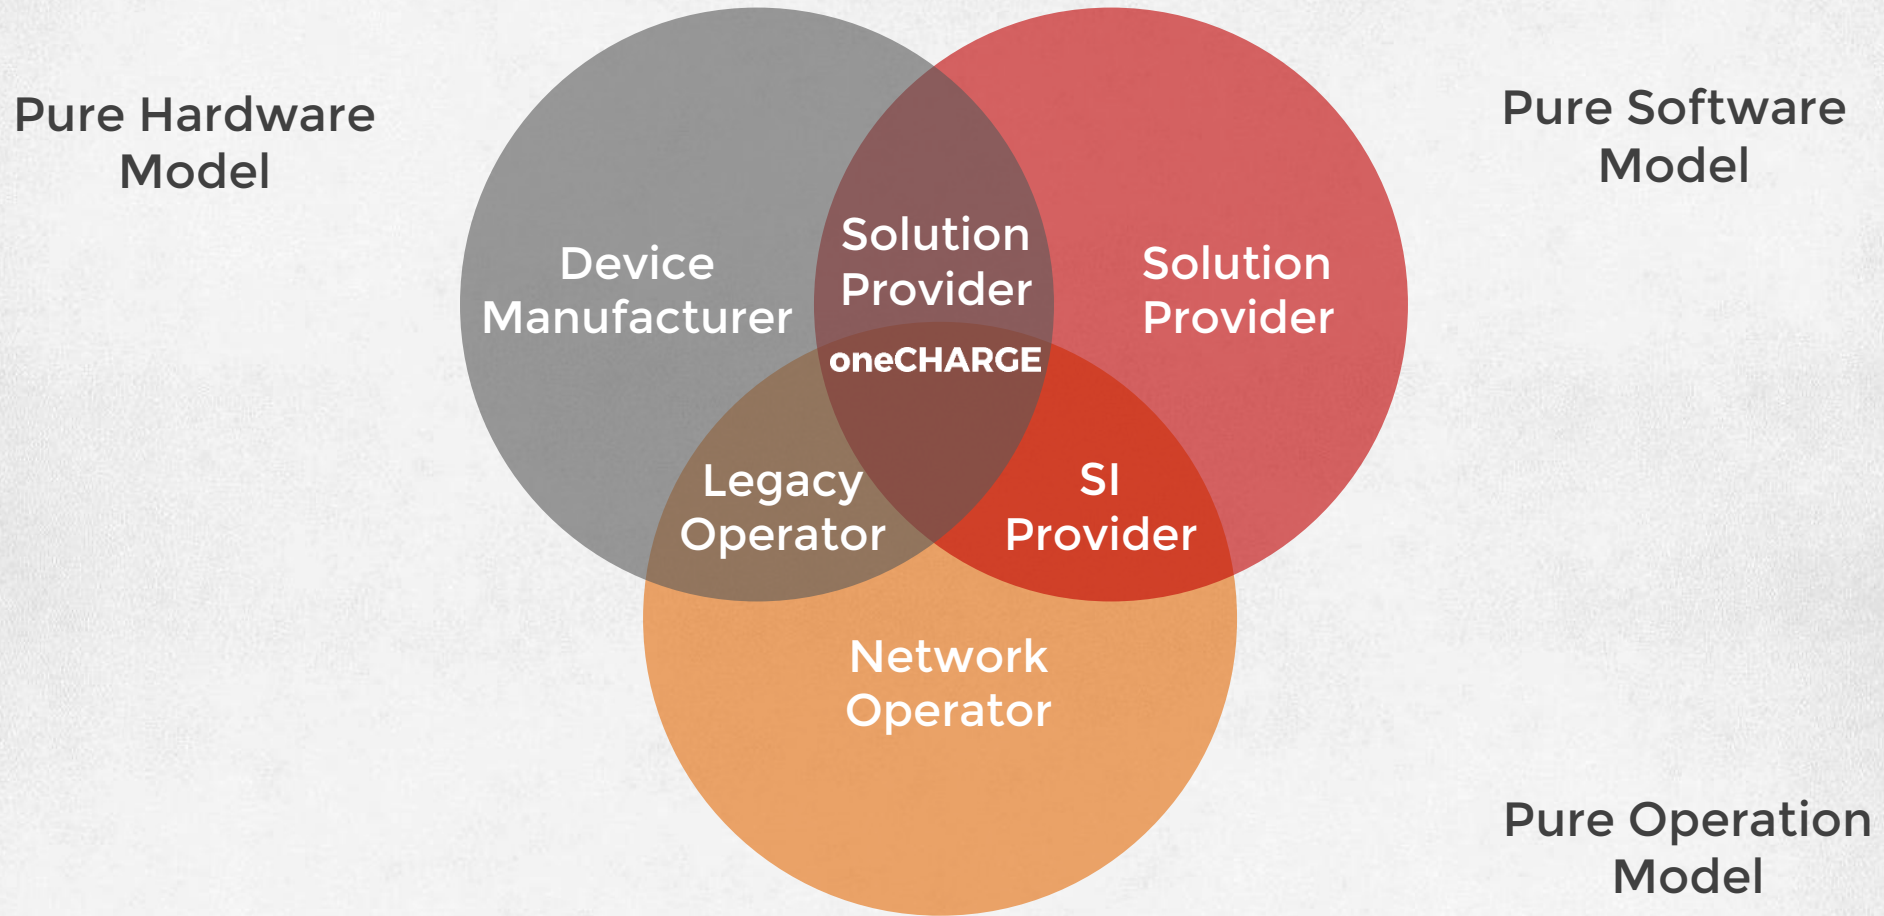 Pure Hardware
Model
Pure Software
Model
Device
Manufacturer
Solution
Provider
Solution
Provider
oneCHARGE
Legacy
Operator
SI
Provider
Network
Operator
Pure Operation
Model